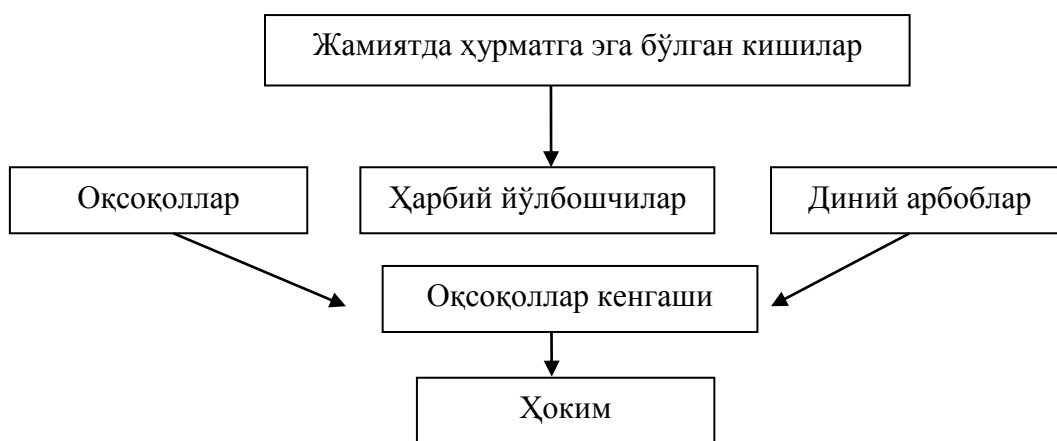 Жамиятда ҳурматга эга бўлган кишилар
Оқсоқоллар
Ҳарбий йўлбошчилар
Диний арбоблар
Оқсоқоллар кенгаши
Ҳоким